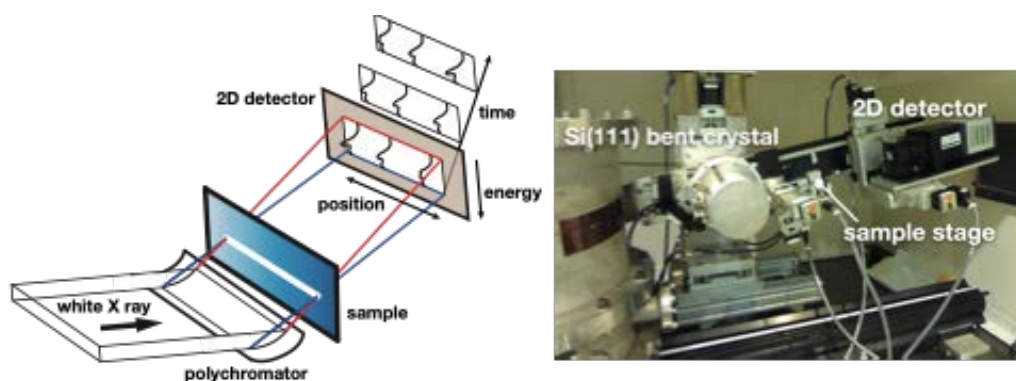 2D detector
time
energy
position
white X ray
sample
polychromator
Si(111) bent crystal
2D detector
sample stage